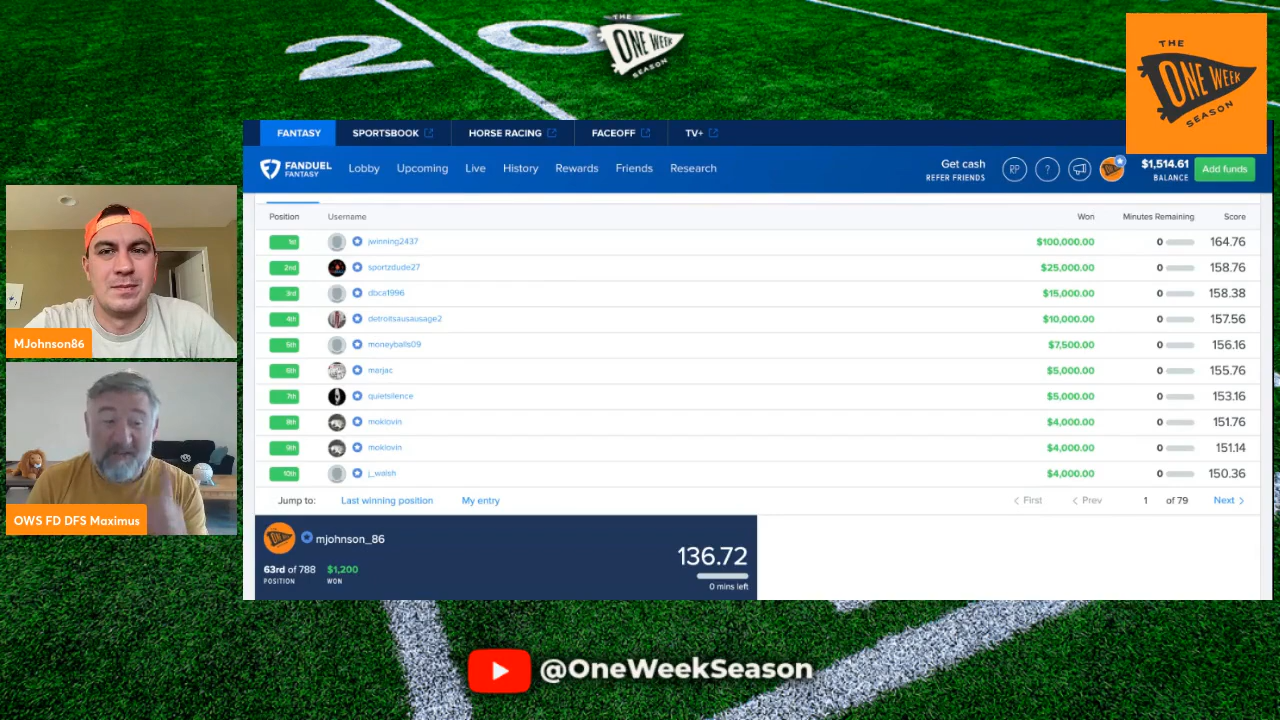 2 0
THE
ONE WEEK
SEASON
THE
ONE WEEK
SEASON
FANTASY SPORTSBOOK HORSE RACING FACEOFF TV+
FANDUEL
FANTASY
Lobby Upcoming Live History Rewards Friends Research
Get cash
REFER FRIENDS
RP ?
$1,514.61
BALANCE
Add funds
Position Username Won Minutes Remaining Score
1st jwinning2437 $100,000.00 0 164.76
2nd sportzdude27 $25,000.00 0 158.76
3rd dbca1996 $15,000.00 0 158.38
4th detroitsausausage2 $10,000.00 0 157.56
5th moneyballs09 $7,500.00 0 156.16
6th marjac $5,000.00 0 155.76
7th quietsilence $5,000.00 0 153.16
8th moklovin $4,000.00 0 151.76
9th moklovin $4,000.00 0 151.14
10th j_walsh $4,000.00 0 150.36
Jump to: Last winning position My entry < First < Prev 1 of 79 Next >
mjohnson_86
63rd of 788 $1,200
POSITION WON
136.72
0 mins left
MJohnson86
OWS FD DFS Maximus
@OneWeekSeason